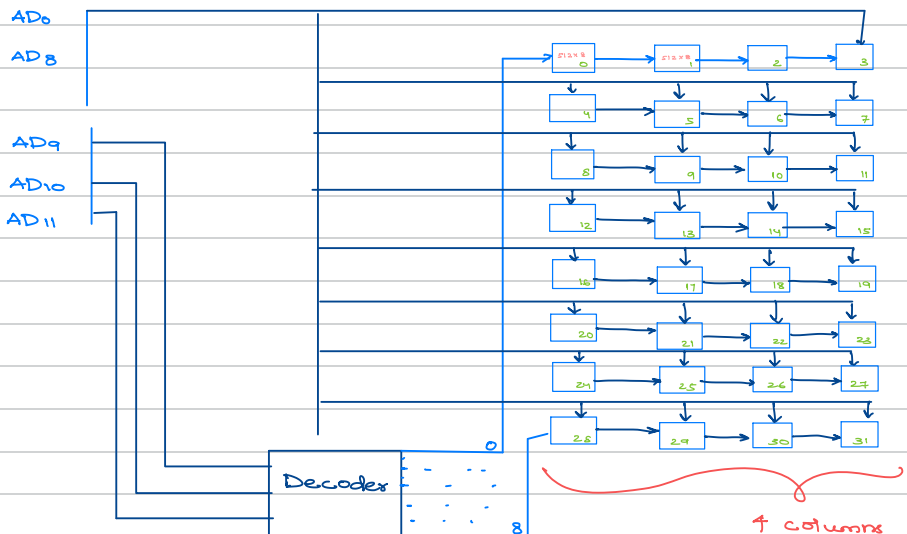 AD0
AD8
512x8 0 512x8 1 2 3
4 5 6 7
AD9
8 9 10 11
AD10
AD11
12 13 14 15
16 17 18 19
20 21 22 23
24 25 26 27
28 29 30 31
0
Decoder
8
4 columns